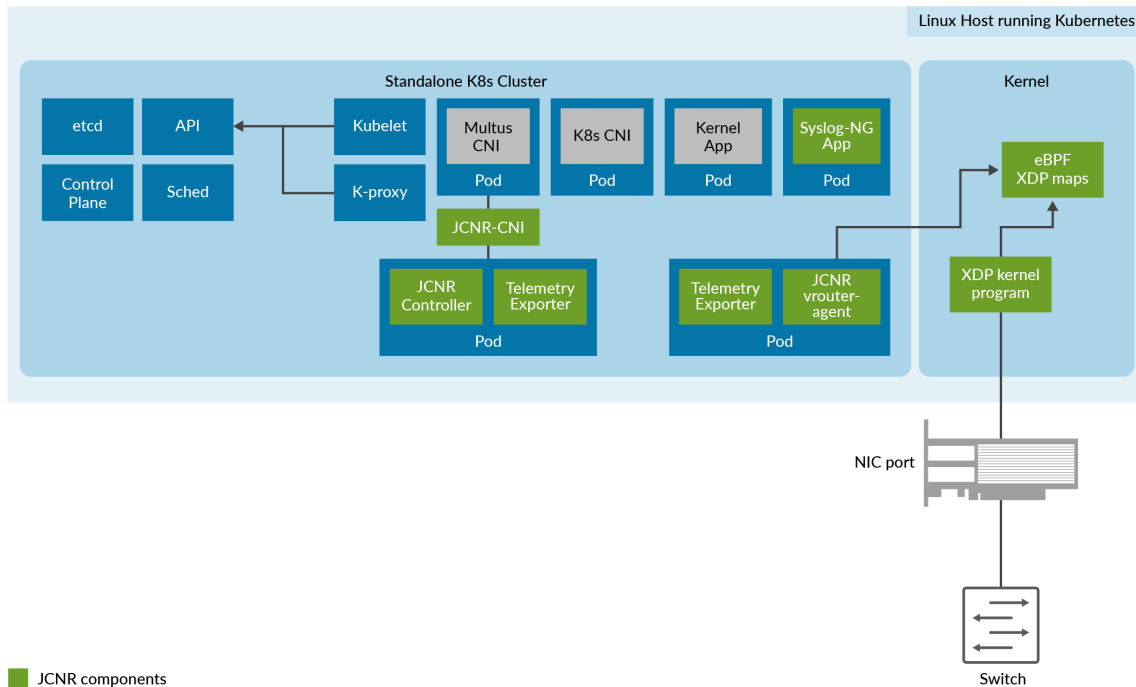 Linux Host running Kubernetes
Standalone K8s Cluster
Kernel
etcd
API
Kubelet
Multus
CNI
Pod
K8s CNI
Pod
Kernel
App
Pod
Syslog-NG
App
Pod
eBPF
XDP maps
Control
Plane
Sched
K-proxy
JCNR-CNI
JCNR
Controller
Telemetry
Exporter
Pod
Telemetry
Exporter
JCNR
vrouter-
agent
Pod
XDP kernel
program
NIC port
Switch
JCNR components